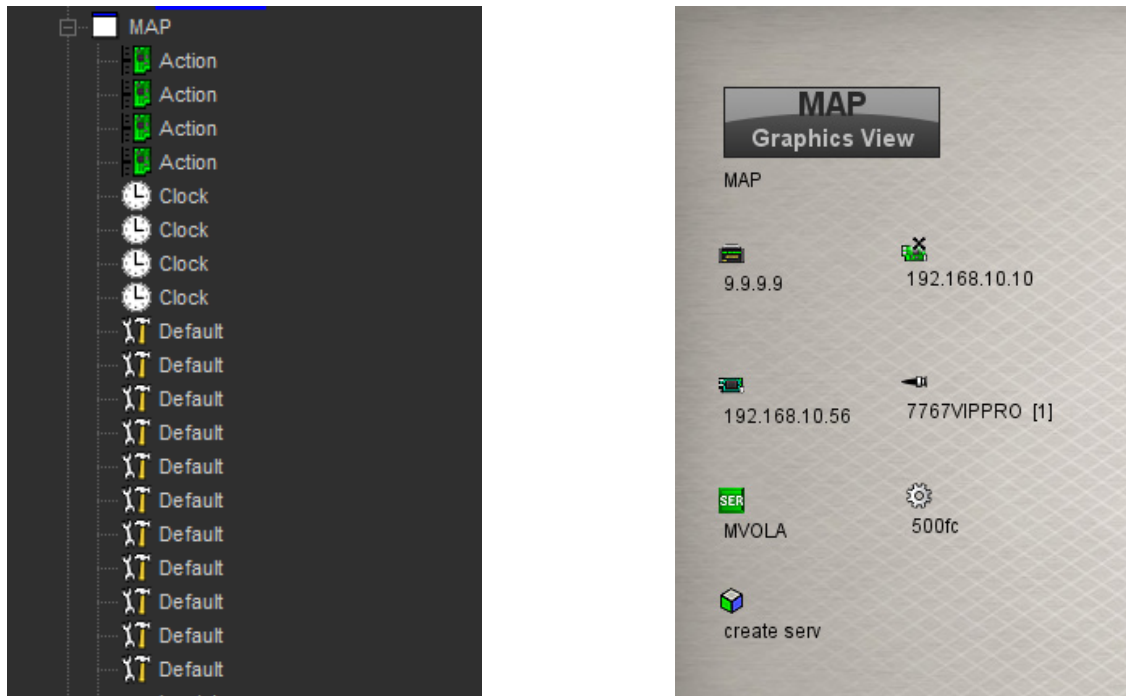 MAP
Action
Action
Action
Action
Clock
Clock
Clock
Clock
Default
Default
Default
Default
Default
Default
Default
Default
Default
Default
Default
MAP
Graphics View
MAP
9.9.9.9
192.168.10.10
192.168.10.56
7767VIPPRO [1]
SER
MVOLA
500fc
create serv